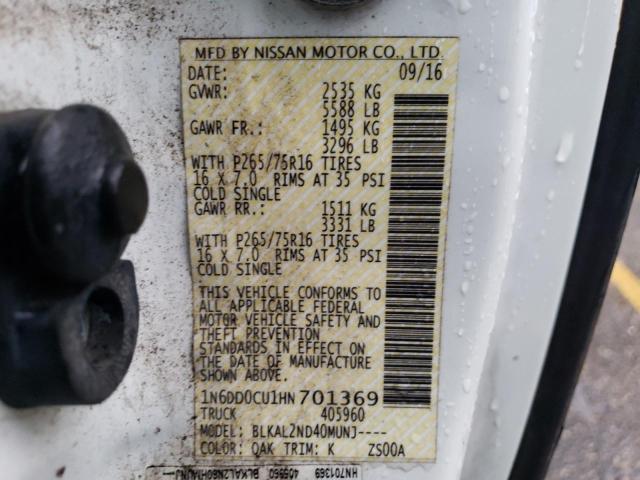 MFD BY NISSAN MOTOR CO., LTD.
DATE: 09/16
GVWR: 2535 KG
5588 LB
GAWR FR.: 1495 KG
3296 LB
WITH P265/75R16 TIRES
16 X 7.0 RIMS AT 35 PSI
COLD SINGLE
GAWR RR.: 1511 KG
3331 LB
WITH P265/75R16 TIRES
16 X 7.0 RIMS AT 35 PSI
COLD SINGLE
THIS VEHICLE CONFORMS TO
ALL APPLICABLE FEDERAL
MOTOR VEHICLE SAFETY AND
THEFT PREVENTION
STANDARDS IN EFFECT ON
THE DATE OF MANUFACTURE
SHOWN ABOVE.
1N6DD0CU1HN701369
TRUCK 405960
MODEL: BLKAL2ND40MUNJ----
COLOR: QAK TRIM: K ZS00A
HN701369 405960